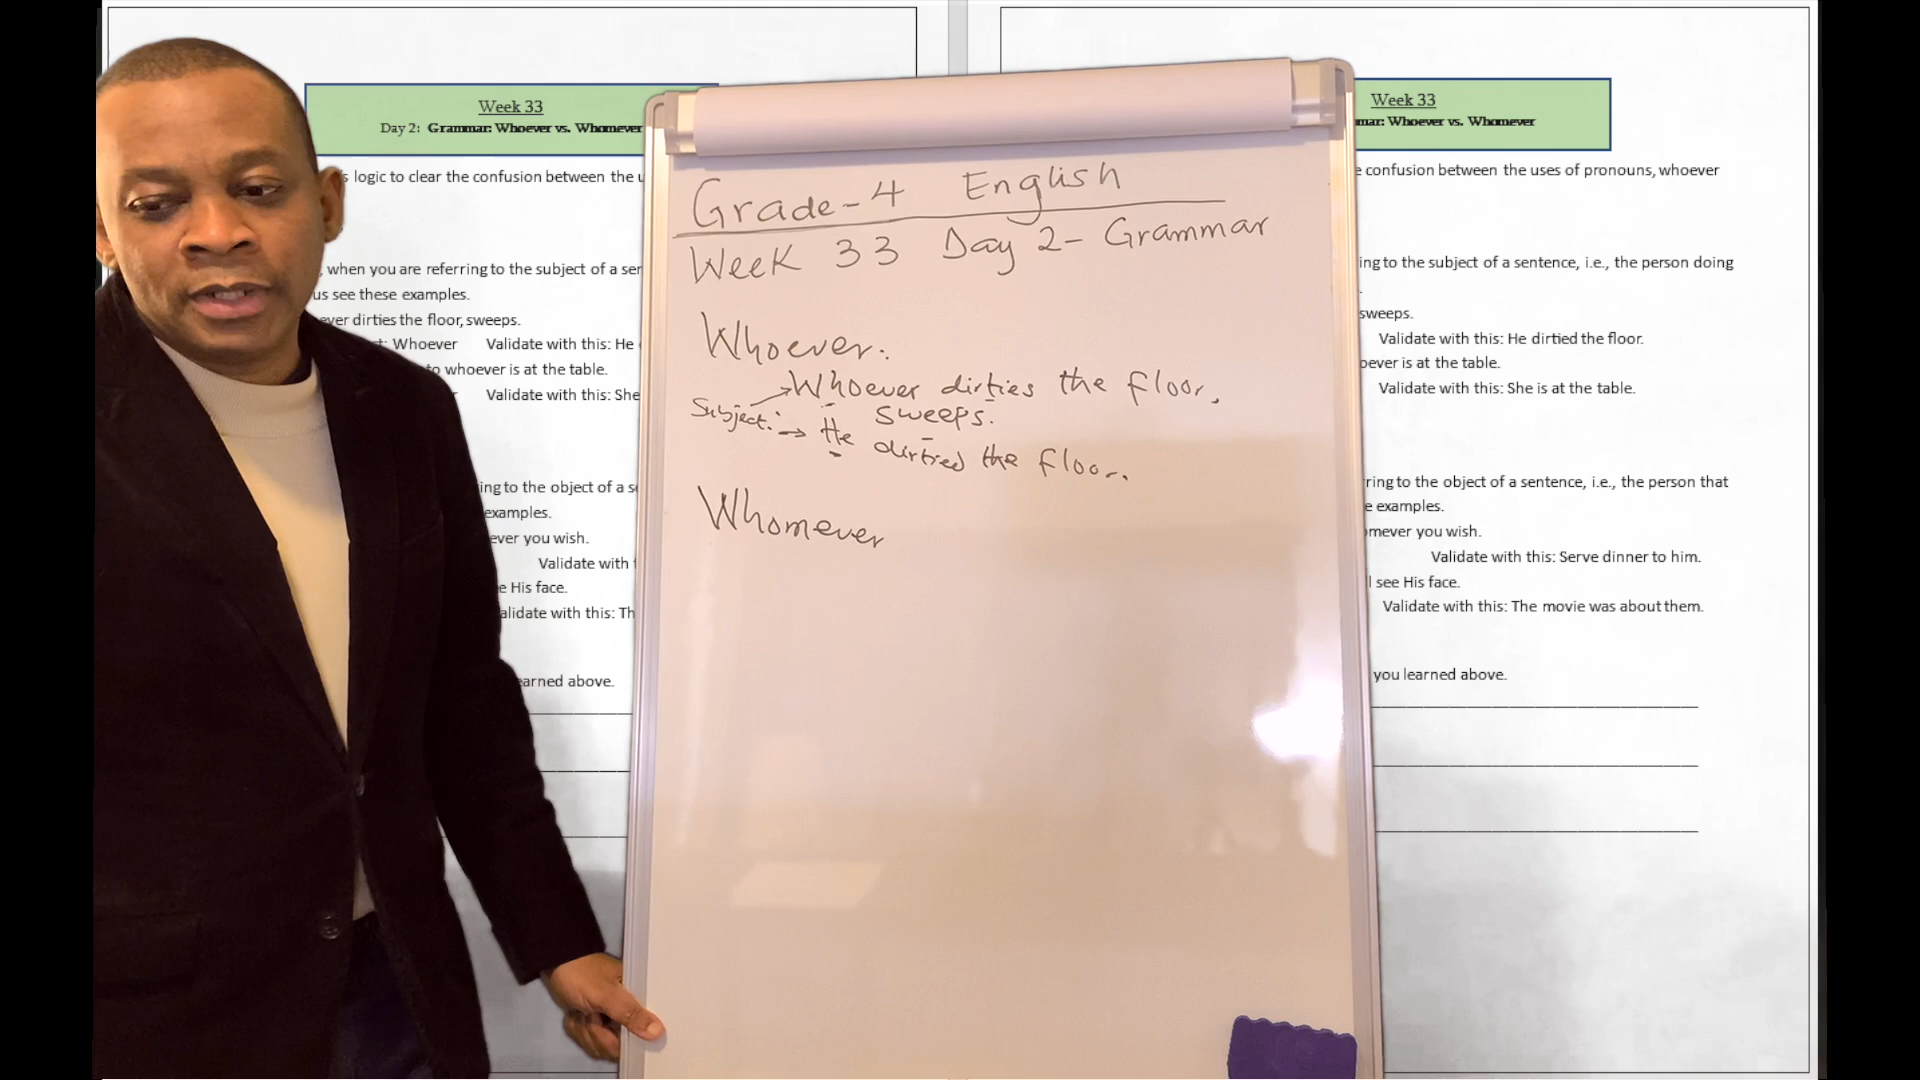 Week 33
Day 2: Grammar: Whoever vs. Whomever
's logic to clear the confusion between the u
when you are referring to the subject of a ser
us see these examples.
ever dirties the floor, sweeps.
t: Whoever Validate with this: He
to whoever is at the table.
r Validate with this: She
ing to the object of a s
examples.
ever you wish.
Validate with
e His face.
alidate with this: Th
earned above.
Grade-4 English
Week 33 Day 2- Grammar
Whoever:
Whoever dirties the floor,
Subject: sweeps.
He dirtied the floor.
Whomever
Week 33
mar: Whoever vs. Whomever
e confusion between the uses of pronouns, whoever
ing to the subject of a sentence, i.e., the person doing
sweeps.
Validate with this: He dirtied the floor.
oever is at the table.
Validate with this: She is at the table.
ring to the object of a sentence, i.e., the person that
e examples.
omever you wish.
Validate with this: Serve dinner to him.
l see His face.
Validate with this: The movie was about them.
you learned above.